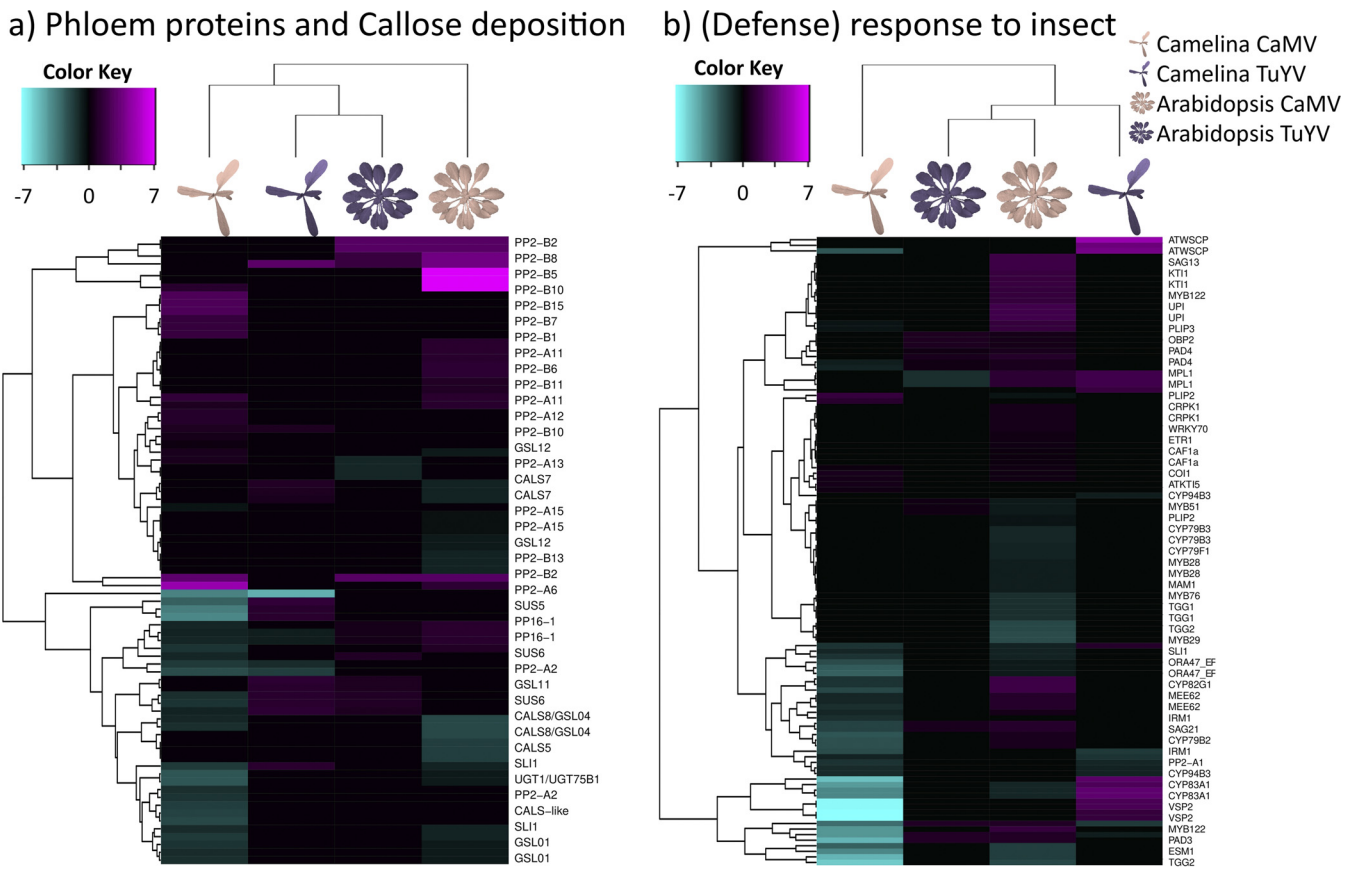 a) Phloem proteins and Callose deposition
Color Key
-7 0 7
PP2-B2
PP2-B8
PP2-B5
PP2-B10
PP2-B15
PP2-B7
PP2-B1
PP2-A11
PP2-B6
PP2-B11
PP2-A11
PP2-A12
PP2-B10
GSL12
PP2-A13
CALS7
CALS7
PP2-A15
PP2-A15
GSL12
PP2-B13
PP2-B2
PP2-A6
SUS5
PP16-1
PP16-1
SUS6
PP2-A2
GSL11
SUS6
CALS8/GSL04
CALS8/GSL04
CALS5
SLI1
UGT1/UGT75B1
PP2-A2
CALS-like
SLI1
GSL01
GSL01
b) (Defense) response to insect
Camelina CaMV
Camelina TuYV
Arabidopsis CaMV
Arabidopsis TuYV
Color Key
-7 0 7
ATWSCP
ATWSCP
SAG13
KTI1
KTI1
MYB122
UPI
UPI
PLIP3
OBP2
PAD4
PAD4
MPL1
MPL1
PLIP2
CRPK1
CRPK1
WRKY70
ETR1
CAF1a
CAF1a
COI1
ATKTI5
CYP94B3
MYB51
PLIP2
CYP79B3
CYP79B3
CYP79F1
MYB28
MYB28
MAM1
MYB76
TGG1
TGG1
TGG2
MYB29
SLI1
ORA47_EF
ORA47_EF
CYP82G1
MEE62
MEE62
IRM1
SAG21
CYP79B2
IRM1
PP2-A1
CYP94B3
CYP83A1
CYP83A1
VSP2
VSP2
MYB122
PAD3
ESM1
TGG2